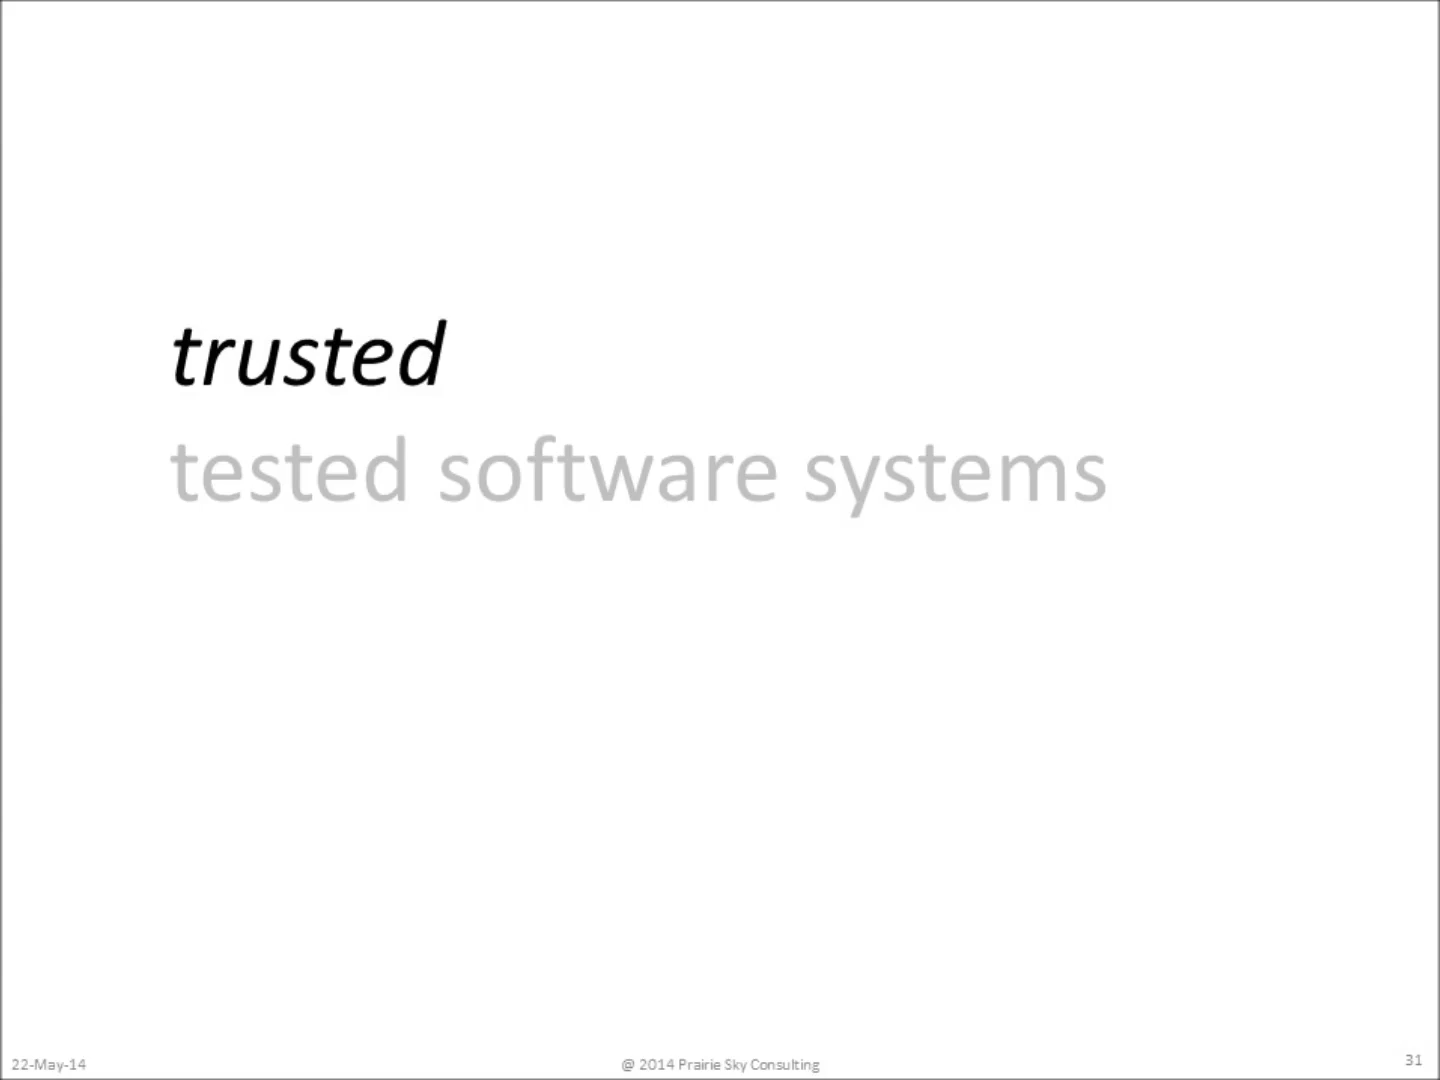 trusted
tested software systems
22-May-14
@ 2014 Prairie Sky Consulting
31